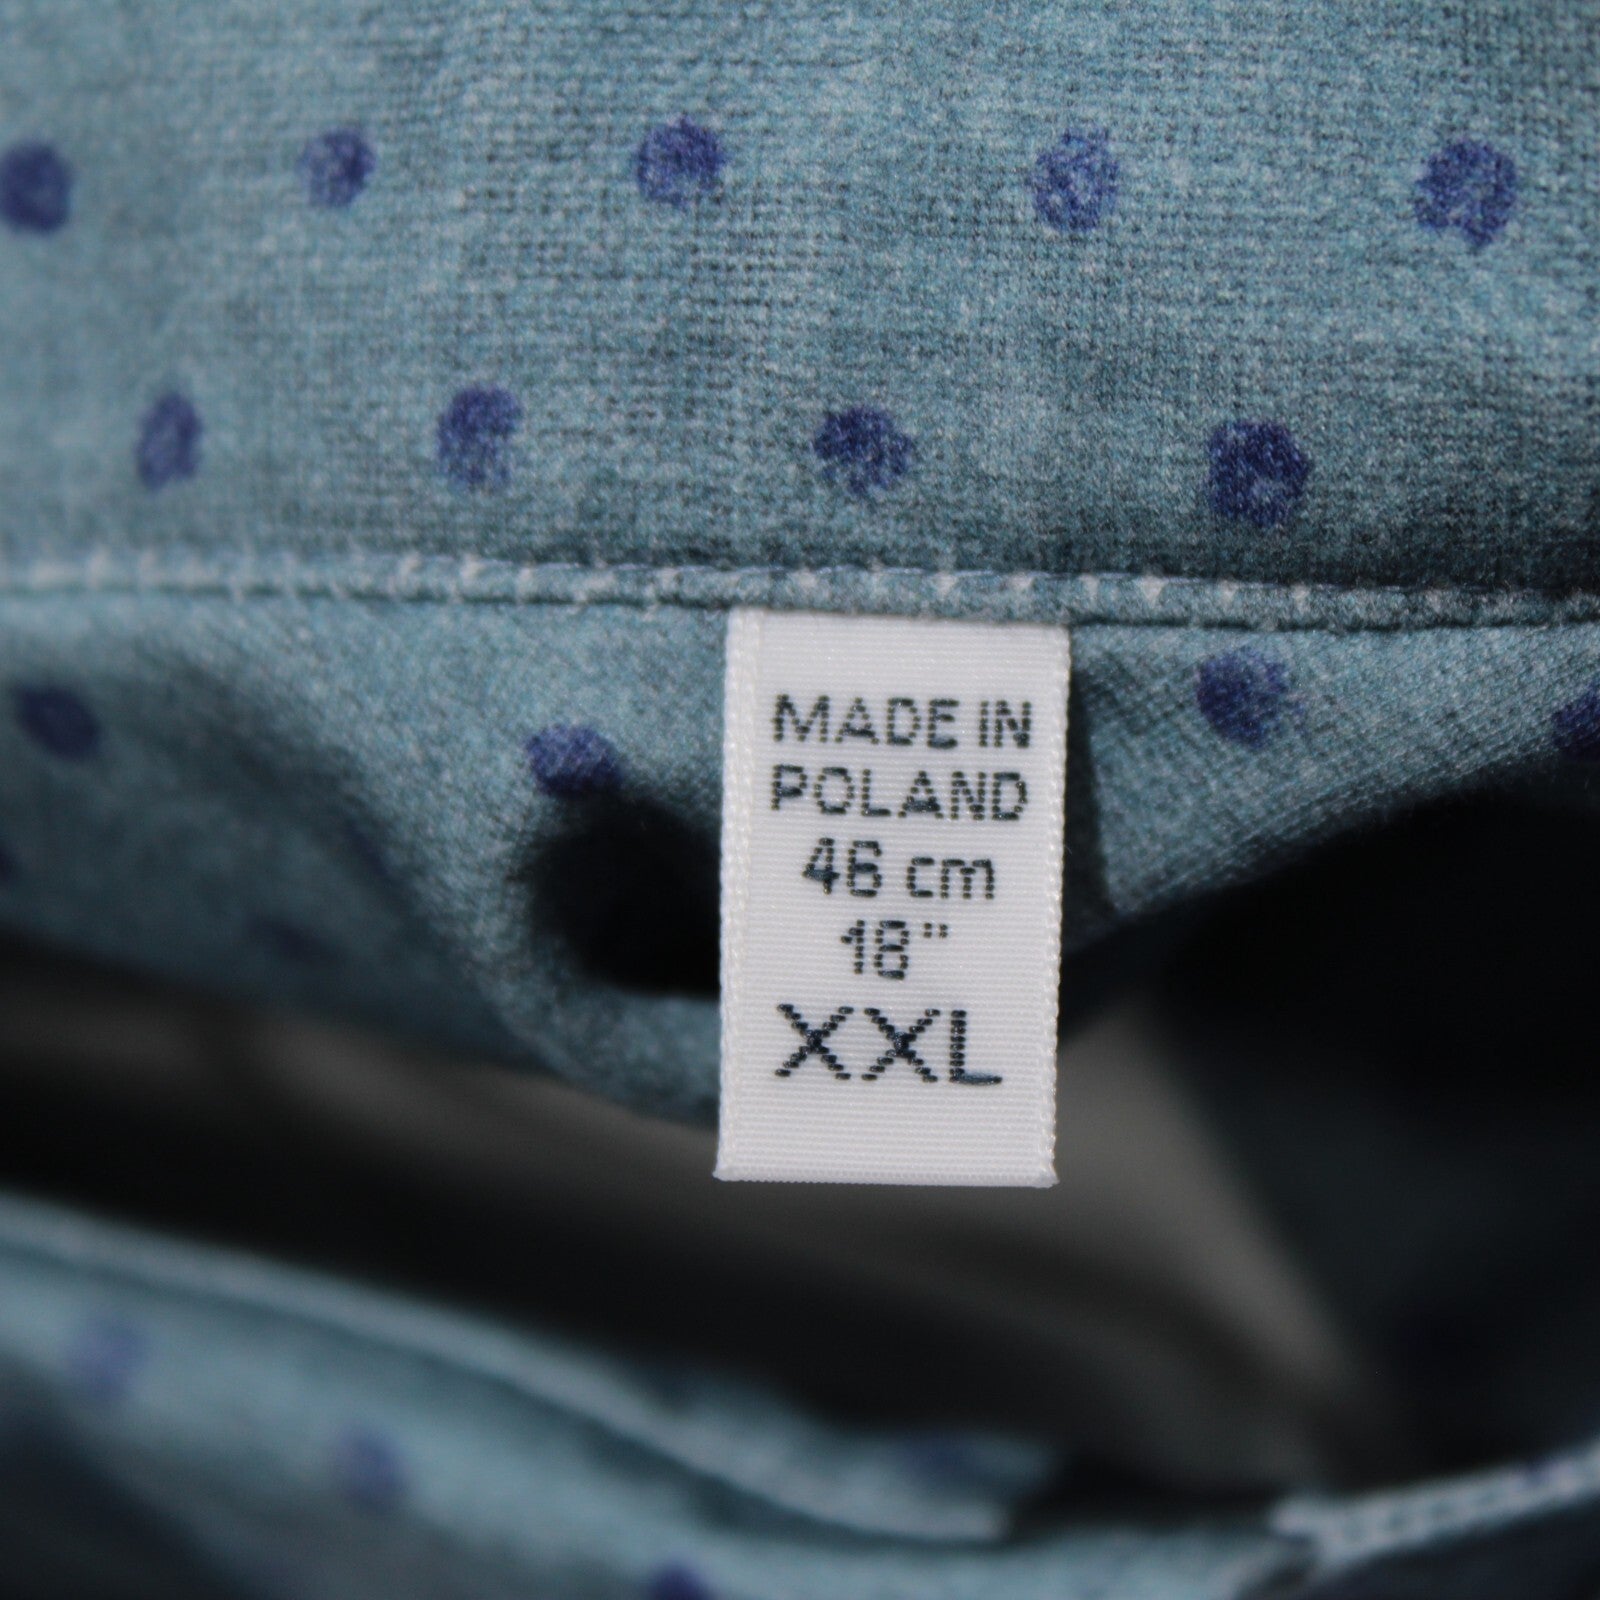 MADE IN
POLAND
46 cm
18"
XXL